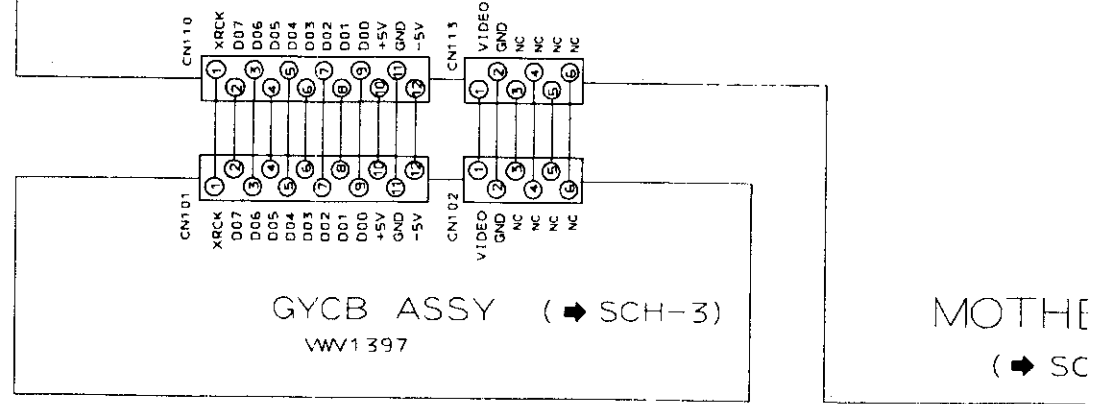 CN110
XRCK
D07
D06
D05
D04
D03
D02
D01
D00
+5V
GND
-5V
CN113
VIDEO
GND
NC
NC
NC
NC
1 3 5 7 9 11
2 4 6 8 10 12
2 4 6
1 3 5
2 4 6 8 10 12
1 3 5 7 9 11
1 3 5
2 4 6
CN101
XRCK
D07
D06
D05
D04
D03
D02
D01
D00
+5V
GND
-5V
CN102
VIDEO
GND
NC
NC
NC
NC
GYCB ASSY (➡ SCH-3)
VWV1397
MOTHE
(➡ SC